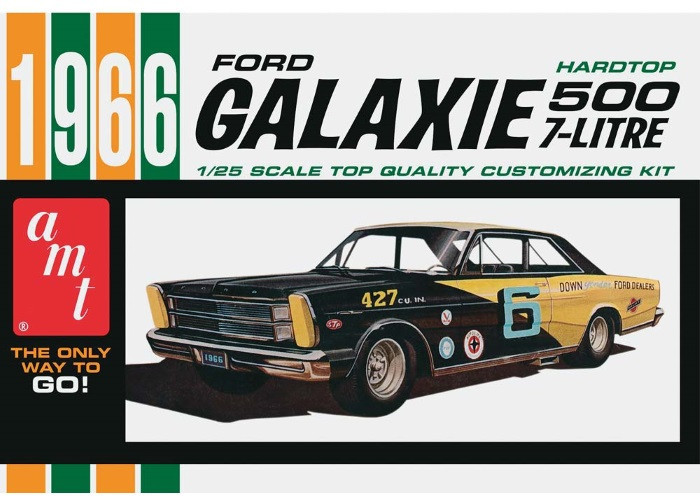 1966
FORD
HARDTOP
GALAXIE 500
7-LITRE
1/25 SCALE TOP QUALITY CUSTOMIZING KIT
amt
®
THE ONLY
WAY TO
GO!
427 CU. IN.
STP
6
DOWN FORD DEALERS
1966